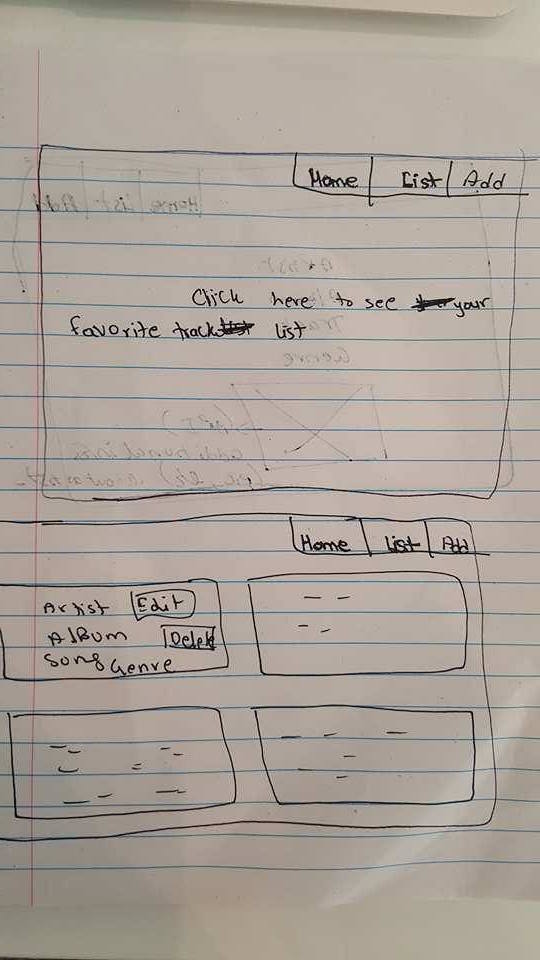 Home List Add
Click here to see your
favorite track list
Home List Add
Artist Edit
Album Delete
Song Genre